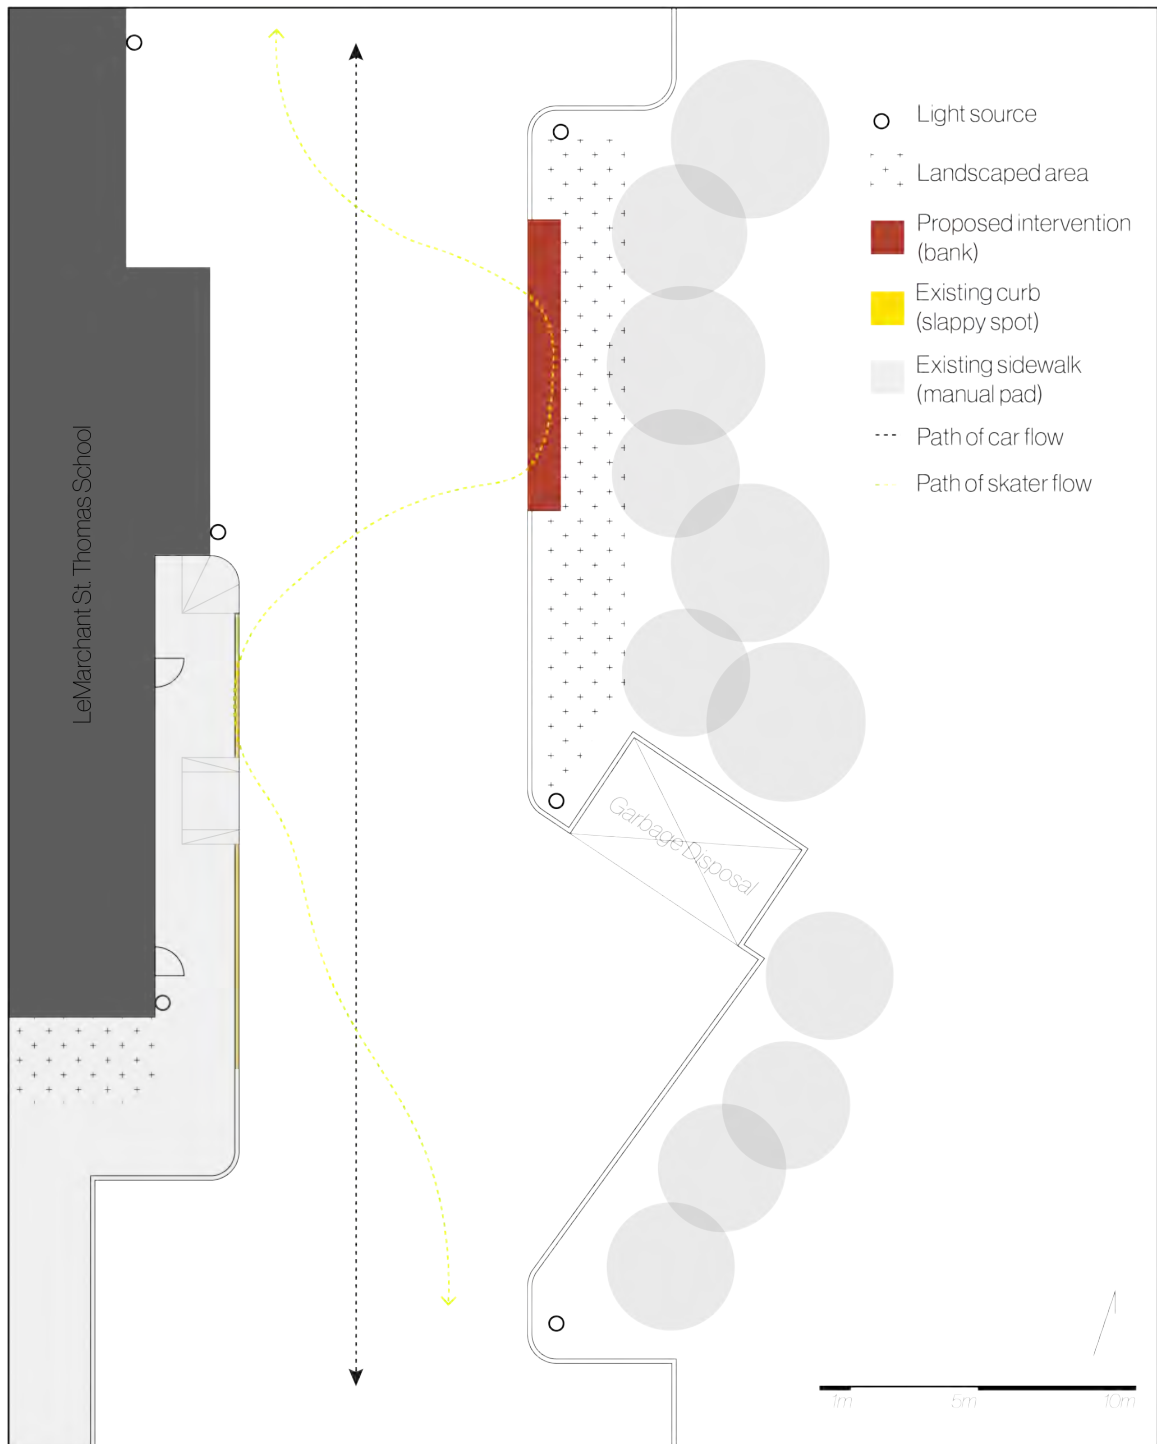 Light source
Landscaped area
Proposed intervention
(bank)
Existing curb
(slappy spot)
Existing sidewalk
(manual pad)
Path of car flow
Path of skater flow
LeMarchant St. Thomas School
Garbage Disposal
1m 5m 10m